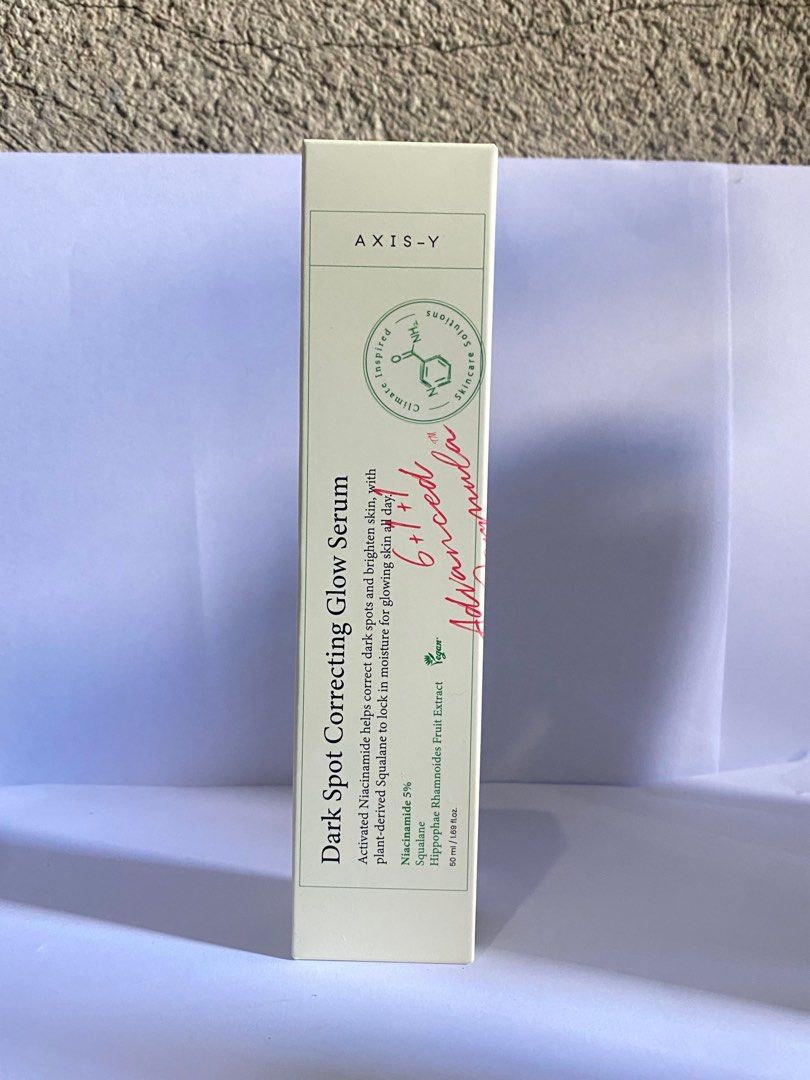 AXIS-Y
Climate Inspired
Skincare Solutions
O
NH₂
N
Dark Spot Correcting Glow Serum
Activated Niacinamide helps correct dark spots and brighten skin, with
plant-derived Squalane to lock in moisture for glowing skin all day.
6+1+1
Advanced
TM
Niacinamide 5%
Squalane
Hippophae Rhamnoides Fruit Extract
Vegan
50 ml / 1.69 fl.oz.